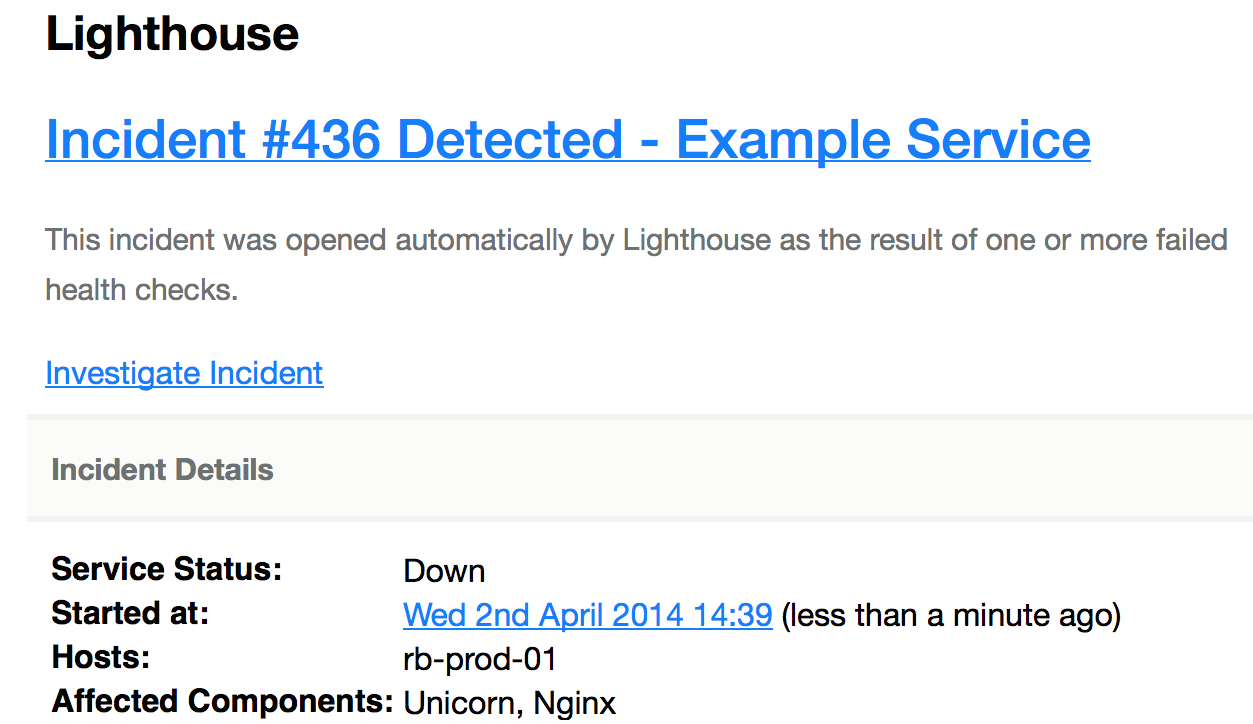 Lighthouse
Incident #436 Detected - Example Service
This incident was opened automatically by Lighthouse as the result of one or more failed
health checks.
Investigate Incident
Incident Details
Service Status: Down
Started at: Wed 2nd April 2014 14:39 (less than a minute ago)
Hosts: rb-prod-01
Affected Components: Unicorn, Nginx